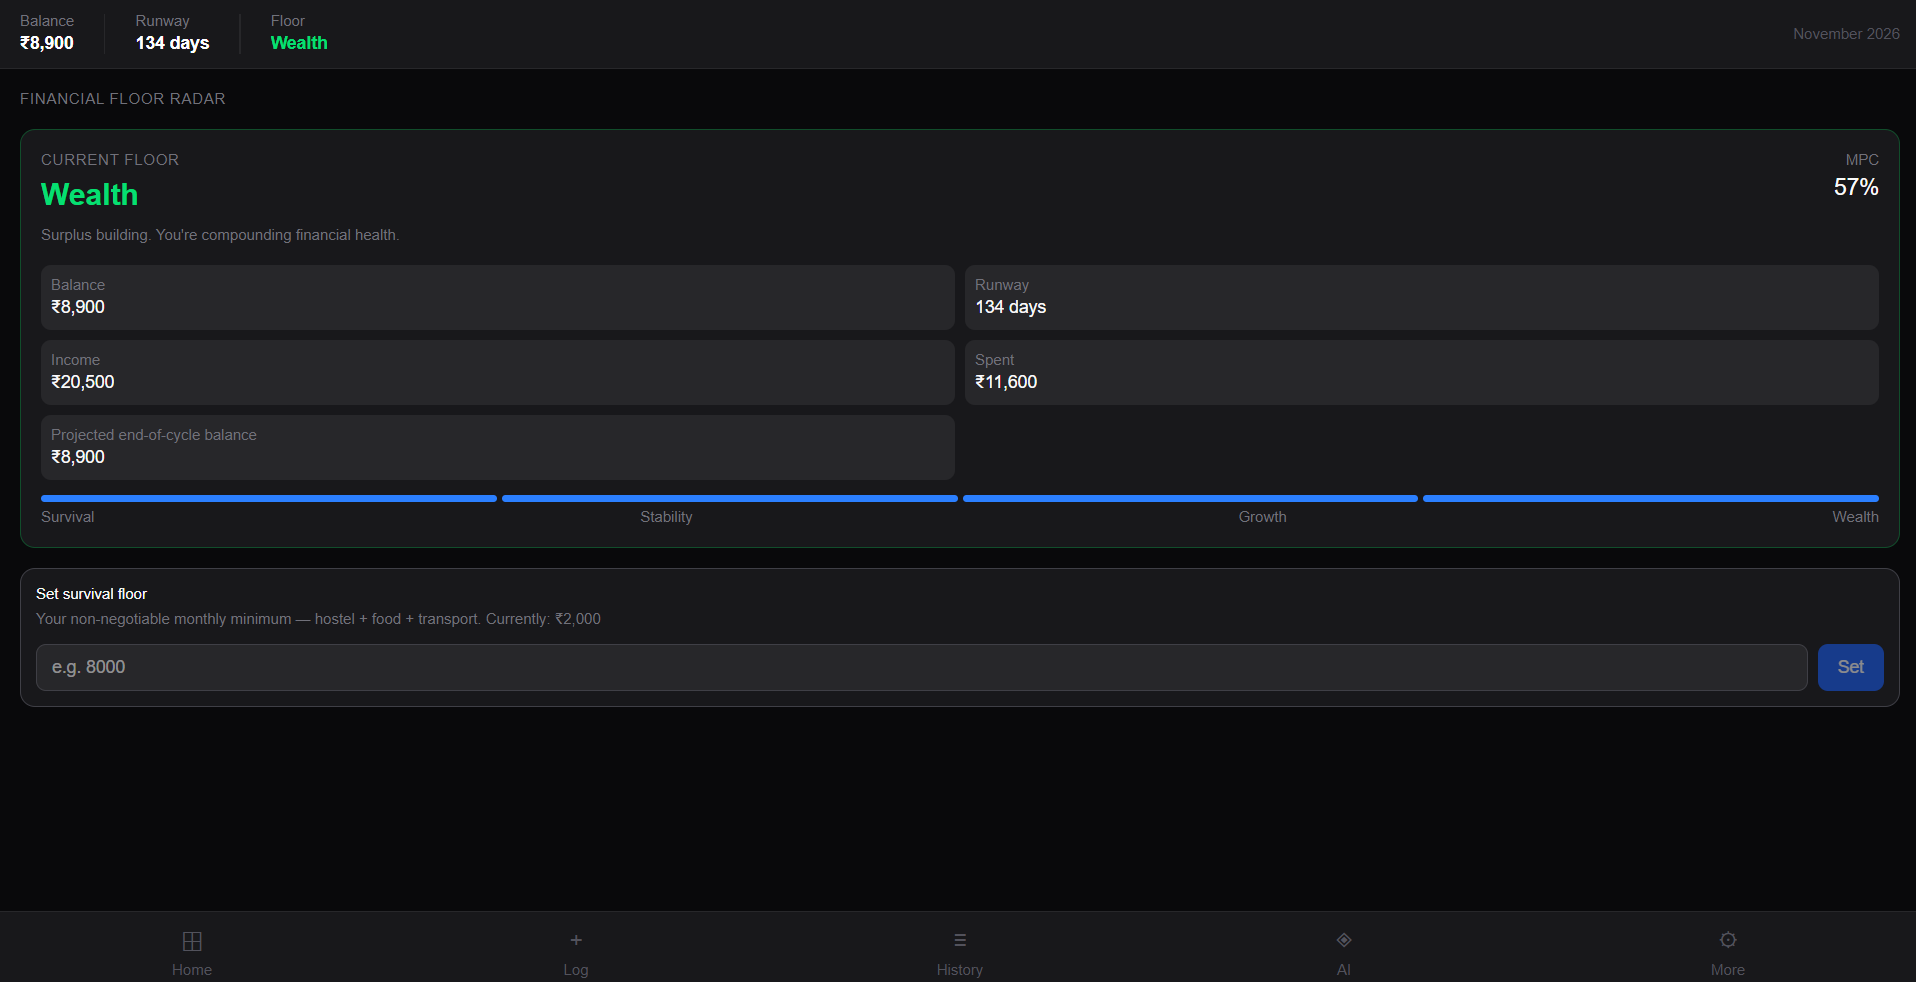 Balance
₹8,900
Runway
134 days
Floor
Wealth
November 2026
FINANCIAL FLOOR RADAR
CURRENT FLOOR
Wealth
MPC
57%
Surplus building. You're compounding financial health.
Balance
₹8,900
Runway
134 days
Income
₹20,500
Spent
₹11,600
Projected end-of-cycle balance
₹8,900
Survival
Stability
Growth
Wealth
Set survival floor
Your non-negotiable monthly minimum — hostel + food + transport. Currently: ₹2,000
e.g. 8000
Set
Home
Log
History
AI
More